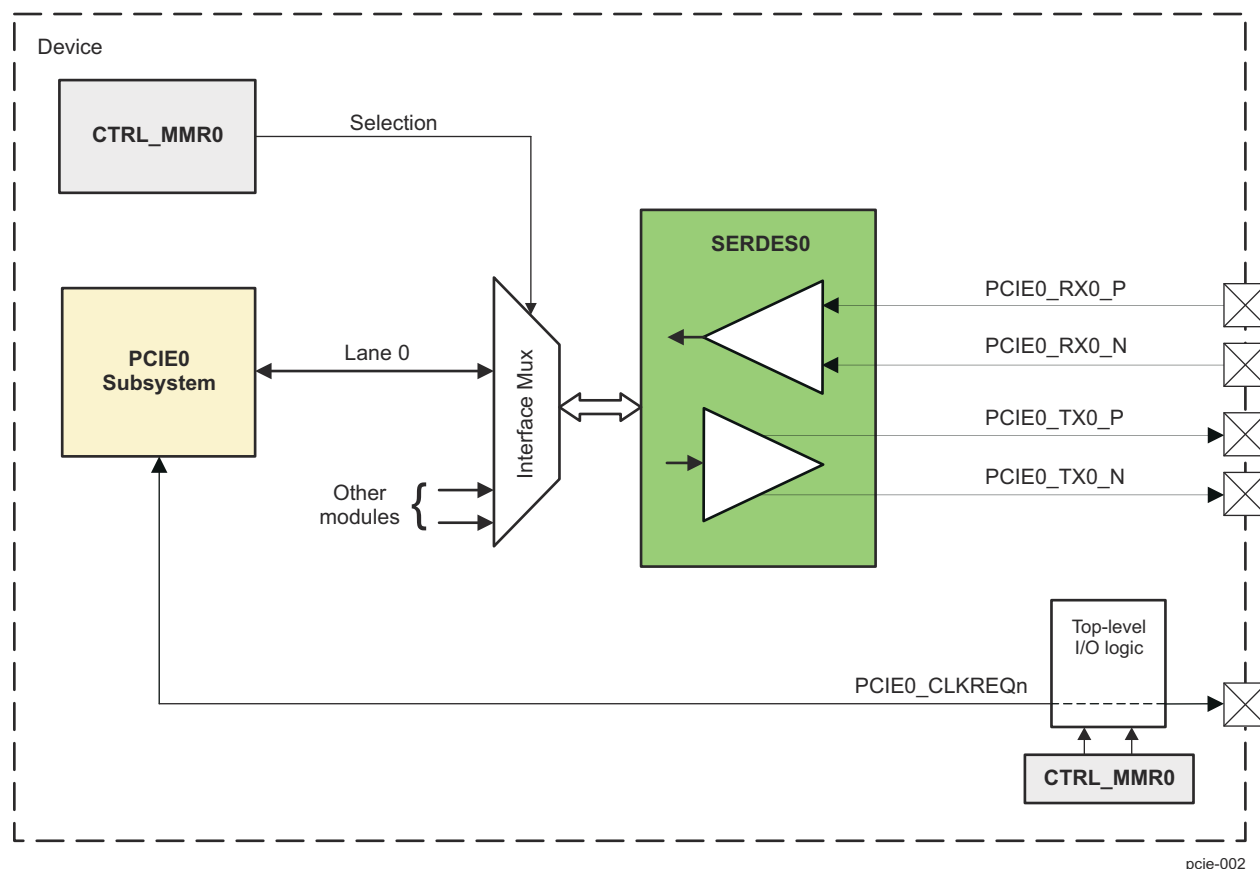 Device
CTRL_MMR0
Selection
SERDES0
PCIE0_RX0_P
PCIE0
Subsystem
Lane 0
Interface Mux
PCIE0_RX0_N
PCIE0_TX0_P
PCIE0_TX0_N
Other
modules
{
Top-level
I/O logic
PCIE0_CLKREQn
CTRL_MMR0
pcie-002